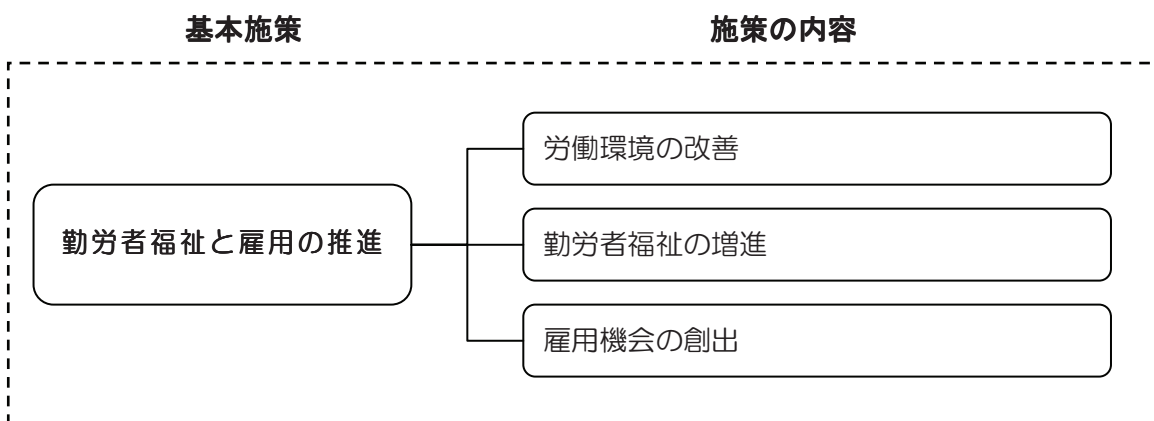 基本施策
施策の内容
勤労者福祉と雇用の推進
労働環境の改善
勤労者福祉の増進
雇用機会の創出